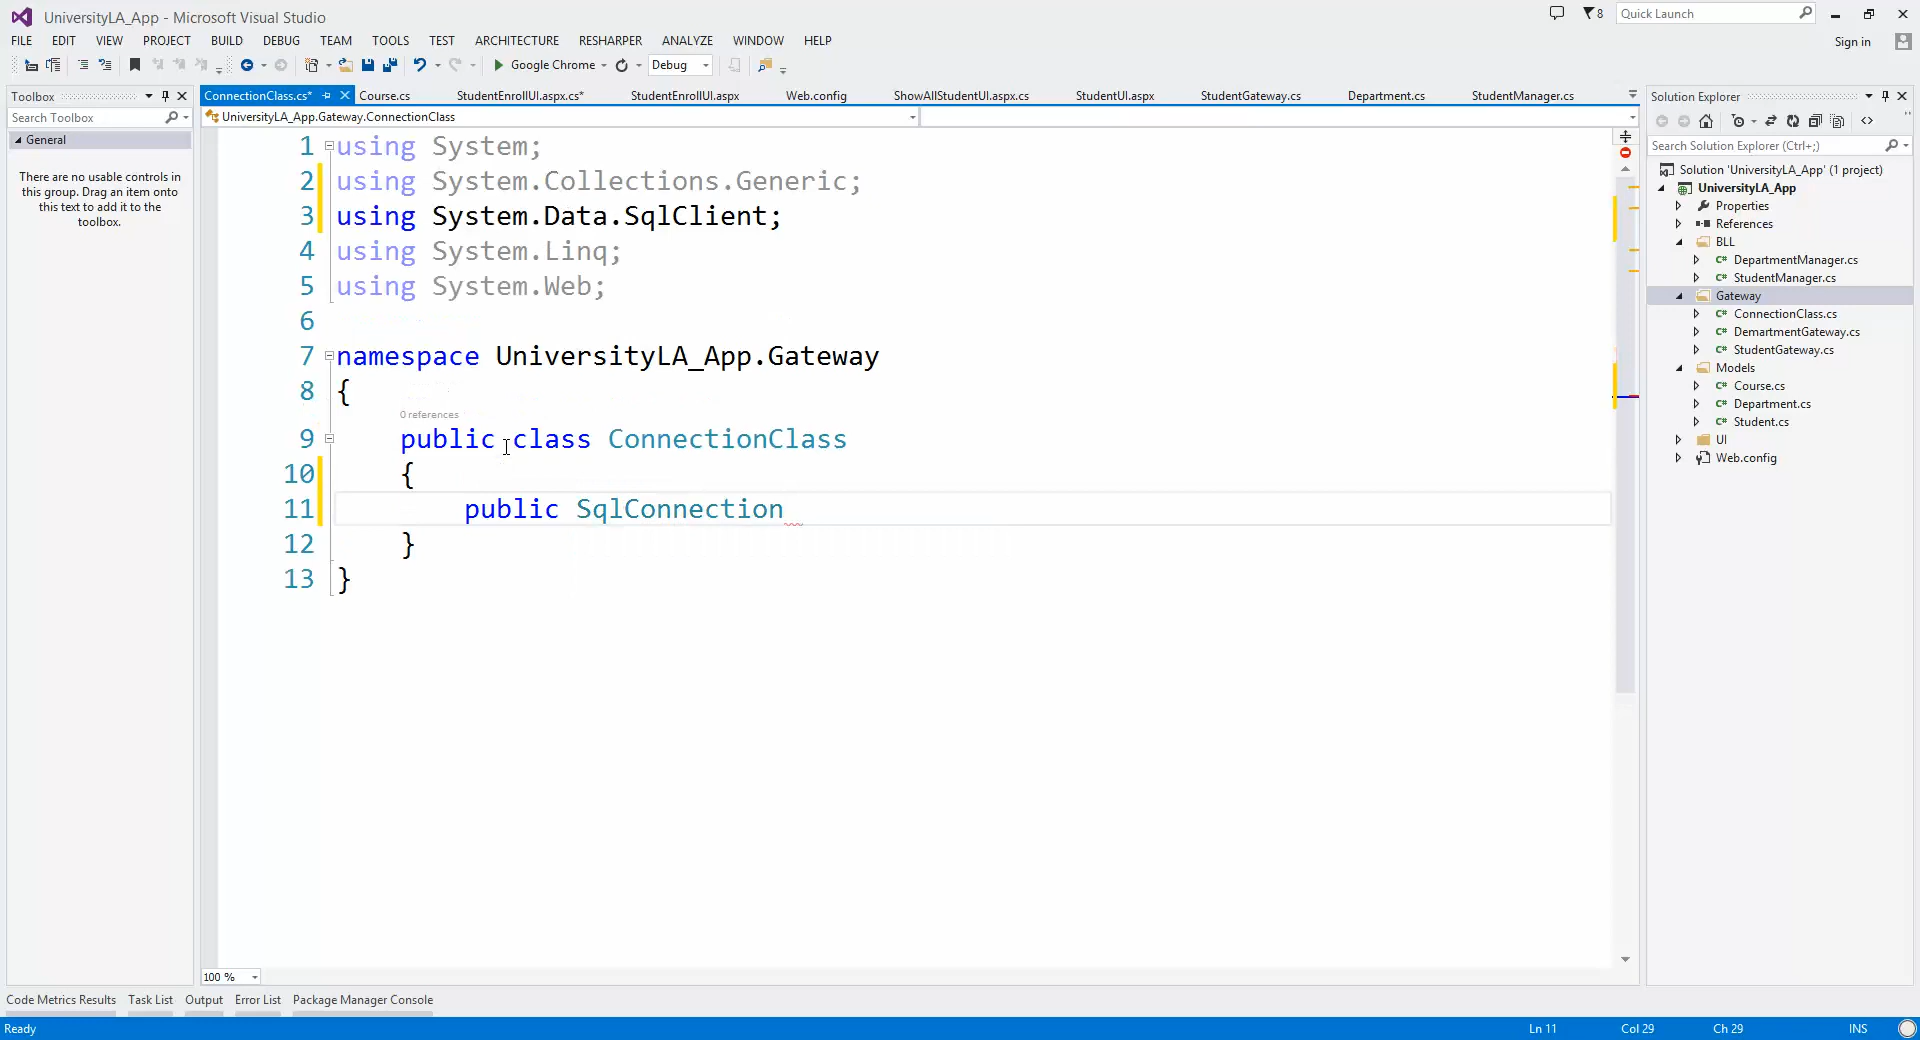 UniversityLA_App - Microsoft Visual Studio
8
Quick Launch
FILE EDIT VIEW PROJECT BUILD DEBUG TEAM TOOLS TEST ARCHITECTURE RESHARPER ANALYZE WINDOW HELP
Sign in
Google Chrome
Debug
Toolbox
Search Toolbox
General
There are no usable controls in
this group. Drag an item onto
this text to add it to the
toolbox.
ConnectionClass.cs* Course.cs StudentEnrollUI.aspx.cs* StudentEnrollUI.aspx Web.config ShowAllStudentUI.aspx.cs StudentUI.aspx StudentGateway.cs Department.cs StudentManager.cs
UniversityLA_App.Gateway.ConnectionClass
1 using System;
2 using System.Collections.Generic;
3 using System.Data.SqlClient;
4 using System.Linq;
5 using System.Web;
6
7 namespace UniversityLA_App.Gateway
8 {
0 references
9 public class ConnectionClass
10 {
11 public SqlConnection
12 }
13 }
100 %
Solution Explorer
Search Solution Explorer (Ctrl+;)
Solution 'UniversityLA_App' (1 project)
UniversityLA_App
Properties
References
BLL
C# DepartmentManager.cs
C# StudentManager.cs
Gateway
C# ConnectionClass.cs
C# DemartmentGateway.cs
C# StudentGateway.cs
Models
C# Course.cs
C# Department.cs
C# Student.cs
UI
Web.config
Code Metrics Results Task List Output Error List Package Manager Console
Ready
Ln 11 Col 29 Ch 29 INS